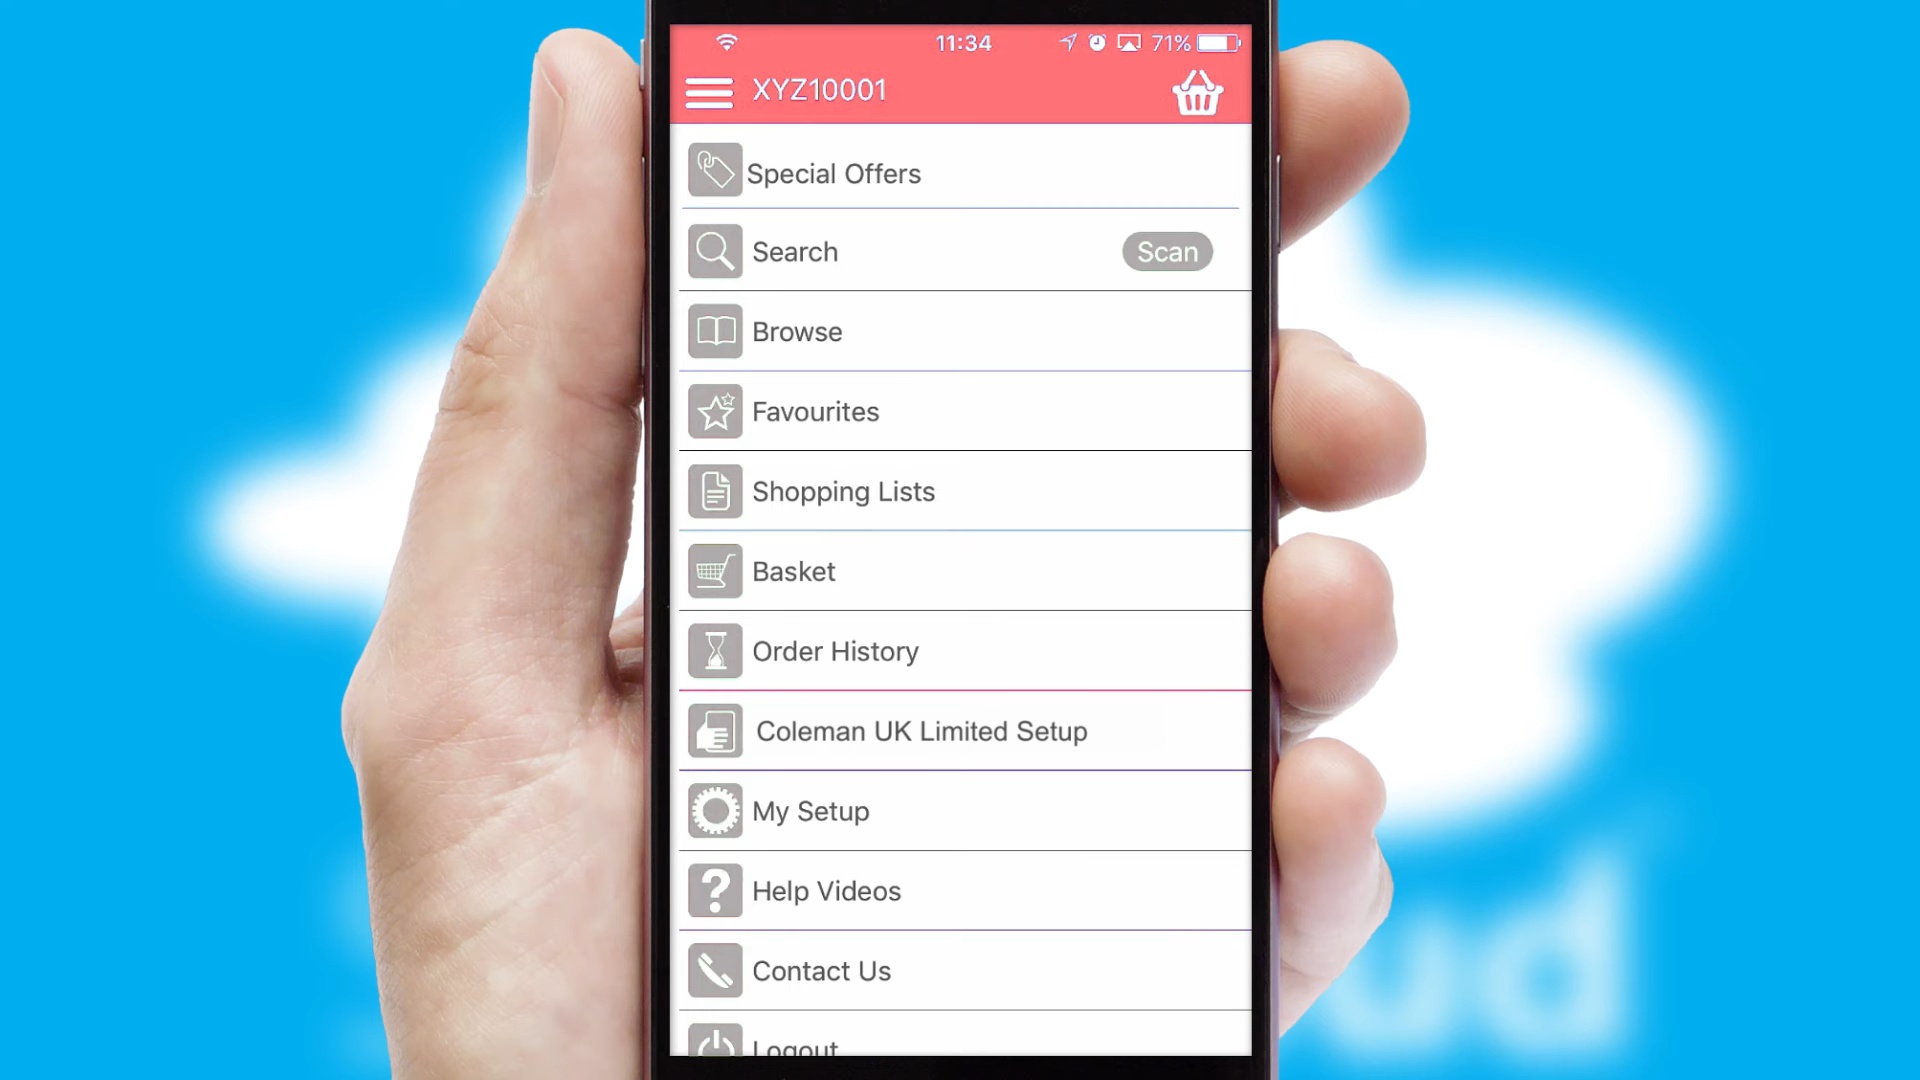 11:34 71%
XYZ10001
Special Offers
Search Scan
Browse
Favourites
Shopping Lists
Basket
Order History
Coleman UK Limited Setup
My Setup
Help Videos
Contact Us
Logout
ud